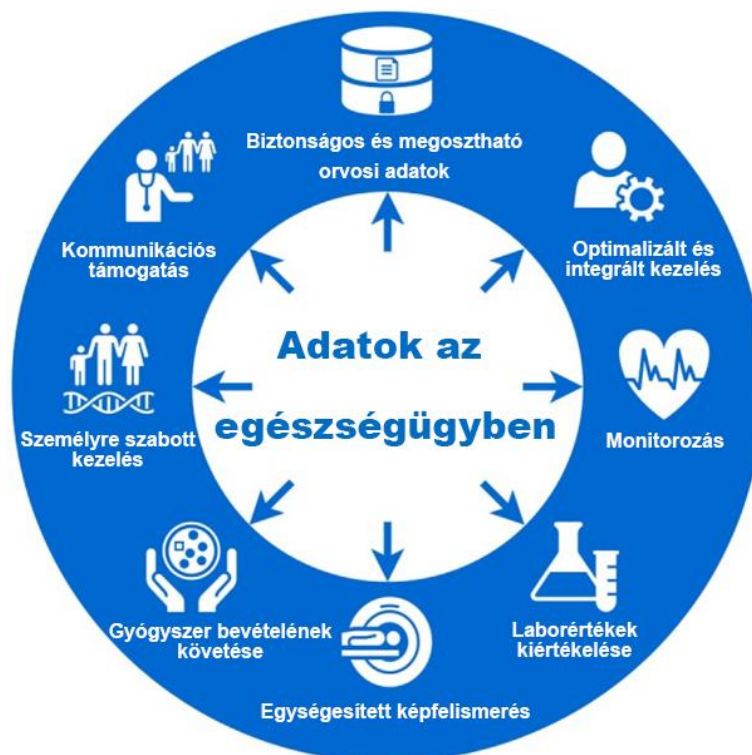 Biztonságos és megosztható
orvosi adatok
Optimalizált és
integrált kezelés
Monitorozás
Laborértékek
kiértékelése
Egységesített képfelismerés
Gyógyszer bevételének
követése
Személyre szabott
kezelés
Kommunikációs
támogatás
Adatok az
egészségügyben